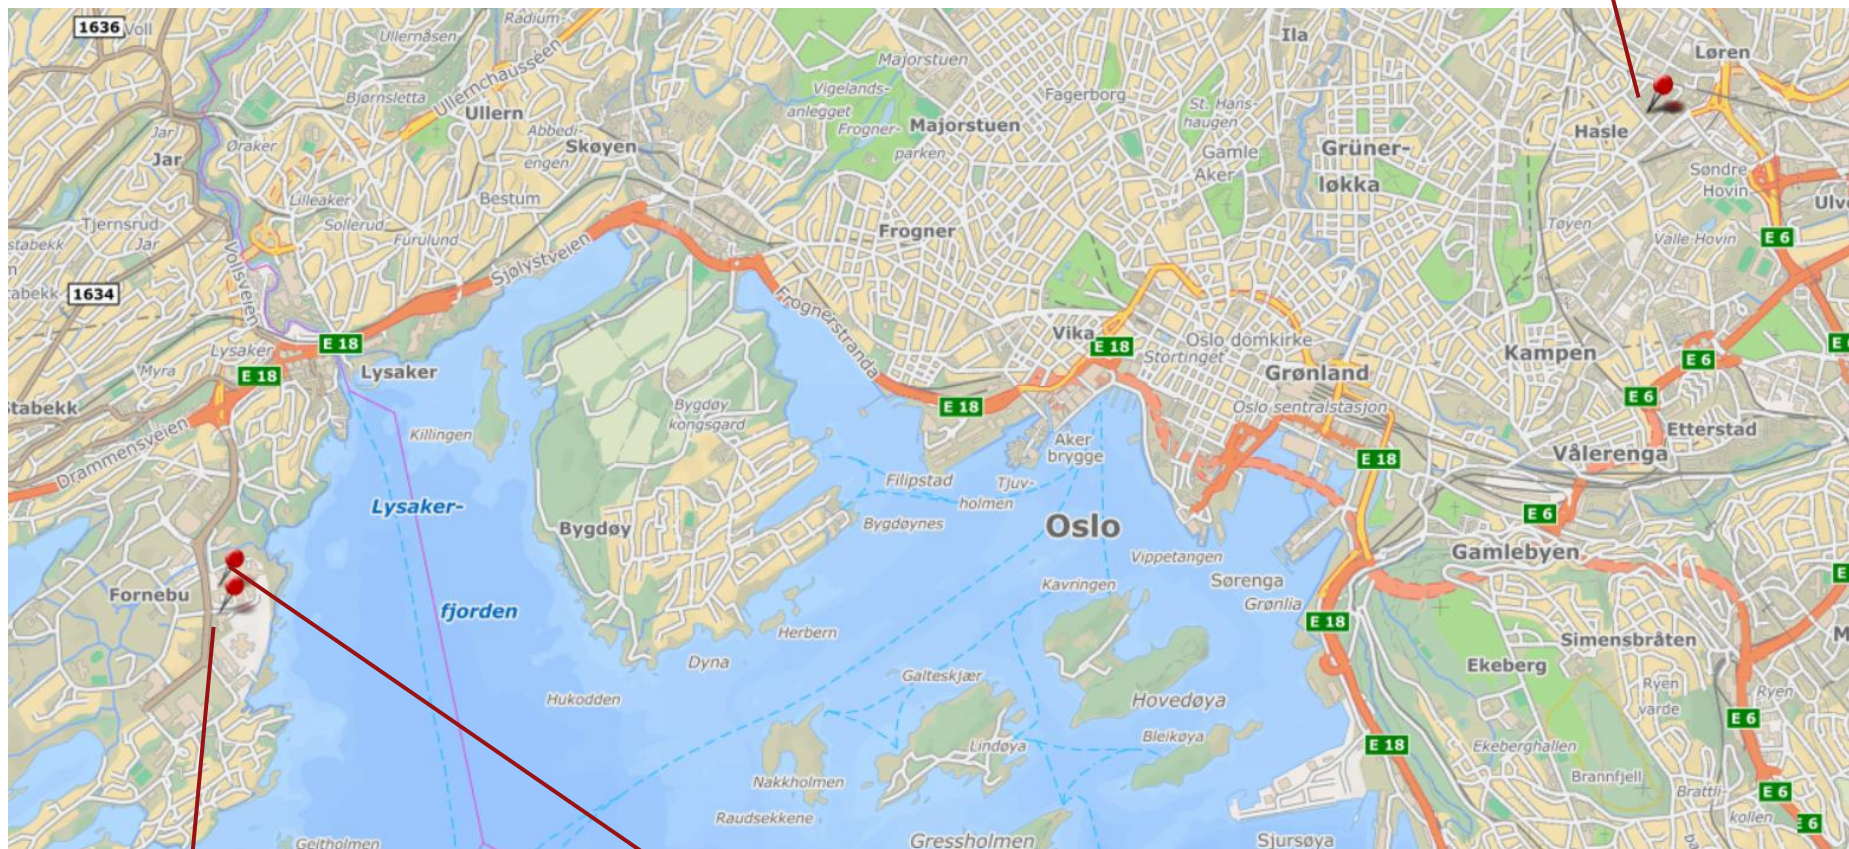 1636
Voll
Ullernåsen
Radium-
Ullernchausséen
Majorstuen
Ila
Løren
Bjørnsletta
Ullern
Vigelands-
anlegget
Fagerborg
St. Hans-
haugen
Jar
Jar
Øraker
Abbedi-
engen
Skøyen
Frogner-
parken
Majorstuen
Gamle
Aker
Grüner-
løkka
Hasle
Søndre
Hovin
Ulv
Tjernsrud
Jar
Lilleaker
Sollerud
Furulund
Bestum
Frogner
Tøyen
Valle Hovin
E 6
stabekk
1634
Vollsveien
Sjølystveien
Frognerstranda
Lysaker
Myra
E 18
E 18
Lysaker
Vika
E 18
Stortinget
Oslo domkirke
Grønland
Kampen
E 6
E 6
stabekk
Drammensveien
Killingen
Bygdøy
kongsgard
E 18
Oslo sentralstasjon
Etterstad
Aker
brygge
E 18
Vålerenga
Lysaker-
fjorden
Filipstad
Tjuv-
holmen
Bygdøy
Bygdøynes
Oslo
E 6
Vippetangen
Gamlebyen
Fornebu
Kavringen
Sørenga
Grønlia
E 18
Herbern
Simensbråten
Dyna
Ekeberg
Galteskjær
Hukodden
Hovedøya
Ryen
varde
Ryen
E 6
Lindøya
Bleikøya
E 18
Ekeberghallen
Nakkholmen
Brannfjell
Brattli-
kollen
E 6
Raudsekkene
Geitholmen
Gressholmen
Sjursøya